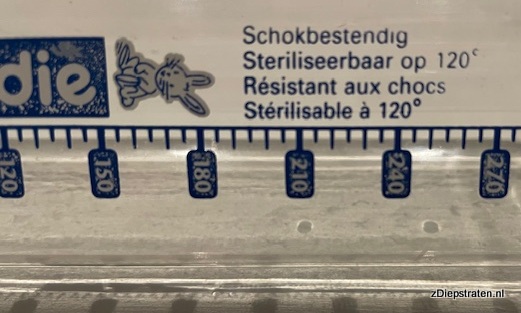 die
Schokbestendig
Steriliseerbaar op 120°
Résistant aux chocs
Stérilisable à 120°
120 150 180 210 240 270
zDiepstraten.nl